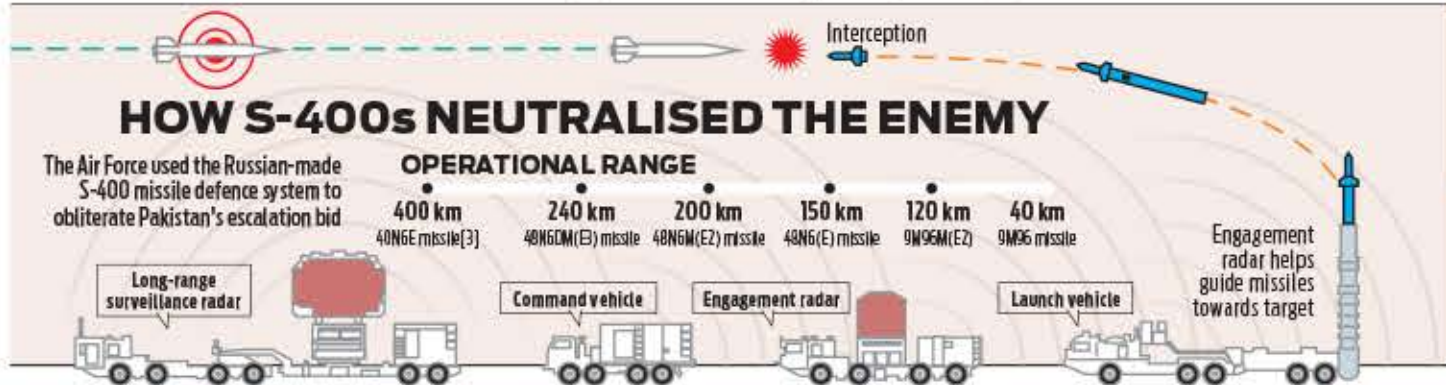 Interception
HOW S-400s NEUTRALISED THE ENEMY
The Air Force used the Russian-made
S-400 missile defence system to
obliterate Pakistan's escalation bid
OPERATIONAL RANGE
400 km
40N6E missile[3]
240 km
48N6DM(E3) missile
200 km
48N6M(E2) missile
150 km
48N6(E) missile
120 km
9M96M(E2)
40 km
9M96 missile
Engagement
radar helps
guide missiles
towards target
Long-range
surveillance radar
Command vehicle
Engagement radar
Launch vehicle